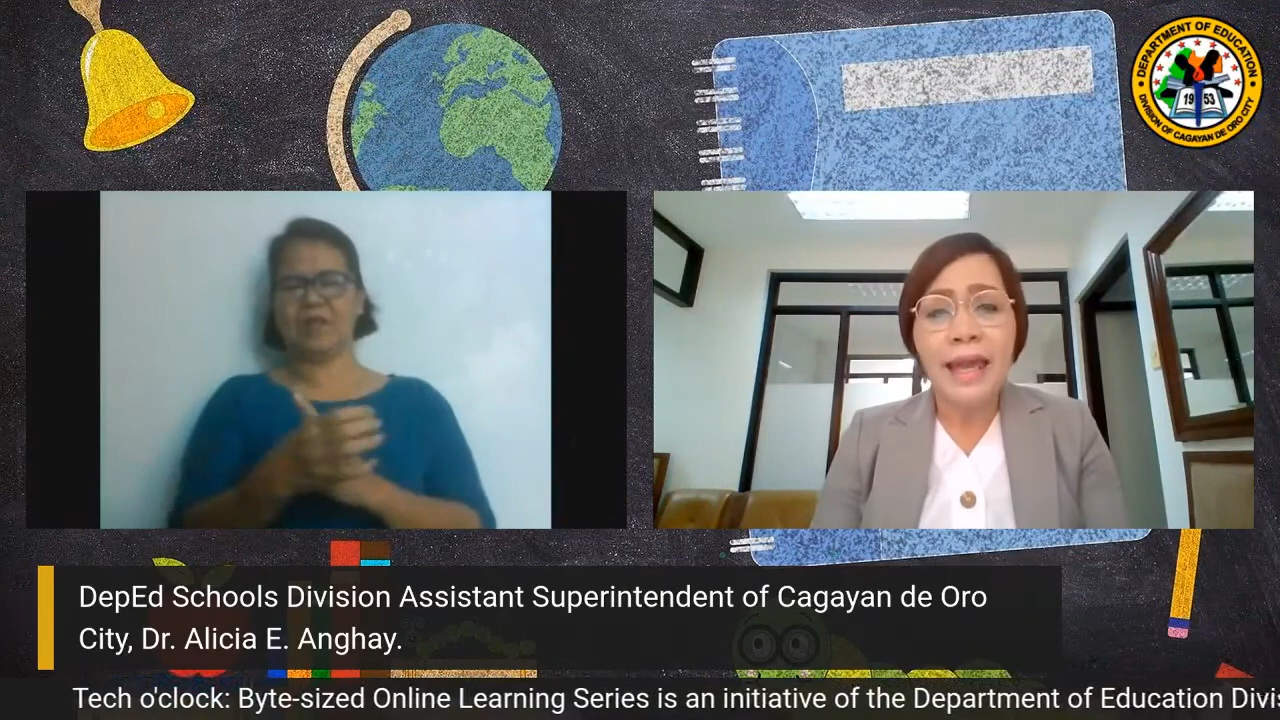 DEPARTMENT OF EDUCATION
19 53
DIVISION OF CAGAYAN DE ORO CITY
DepEd Schools Division Assistant Superintendent of Cagayan de Oro
City, Dr. Alicia E. Anghay.
Tech o'clock: Byte-sized Online Learning Series is an initiative of the Department of Education Divis